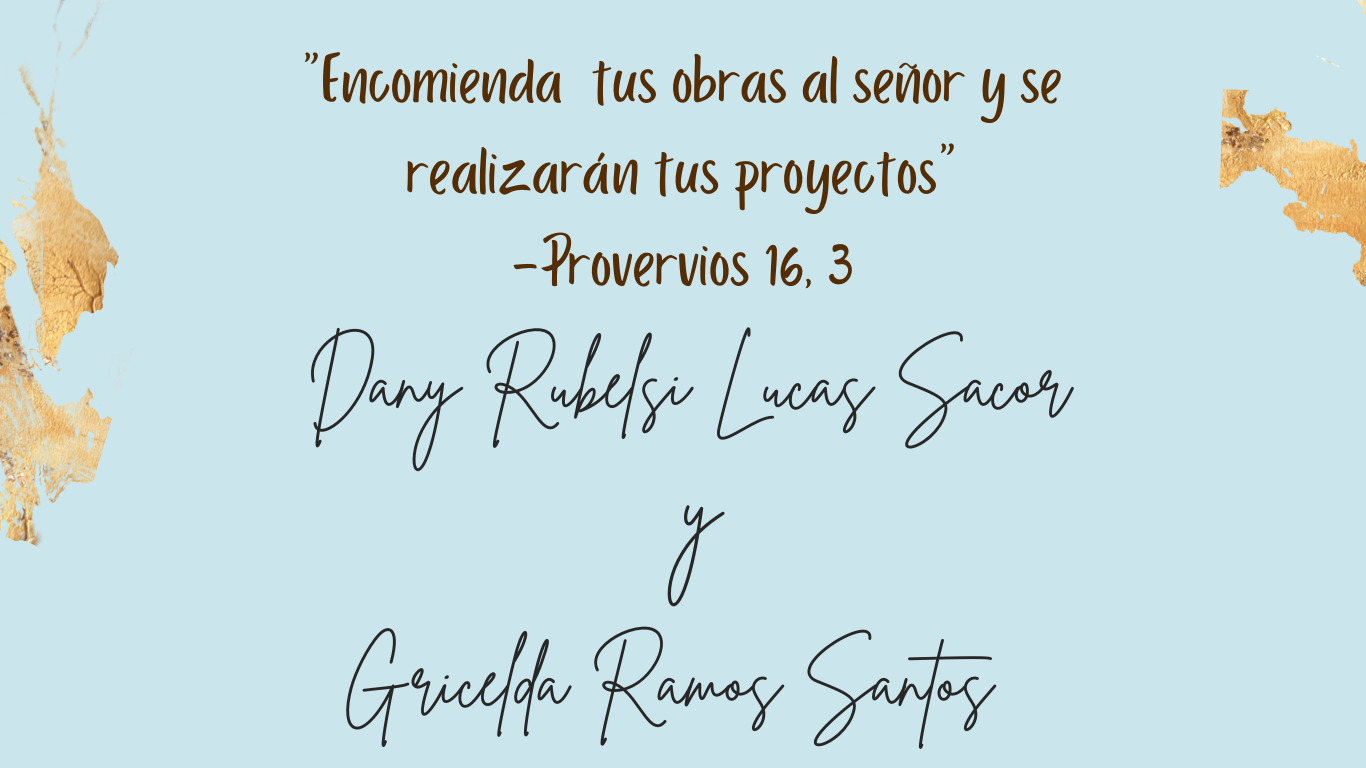 "Encomienda tus obras al señor y se
realizarán tus proyectos"
-Provervios 16, 3
Dany Rubelsi Lucas Sacor
y
Gricelda Ramos Santos